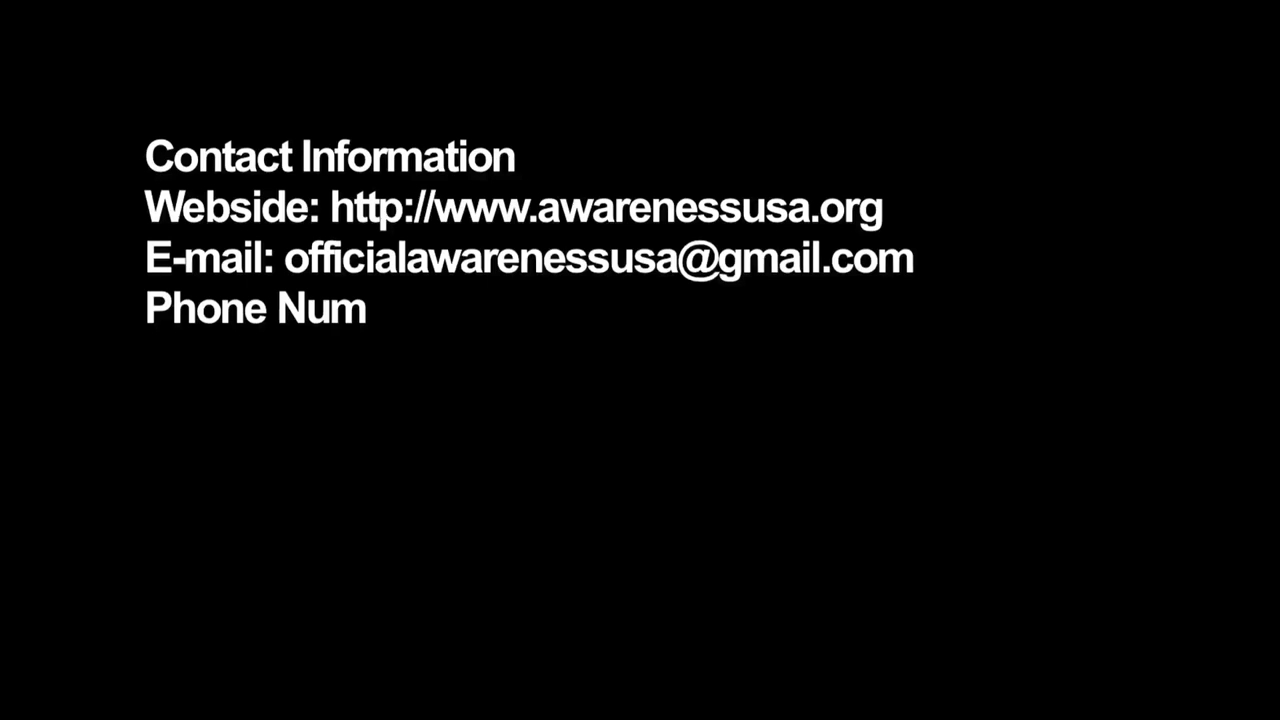 Contact Information
Webside: http://www.awarenessusa.org
E-mail: officialawarenessusa@gmail.com
Phone Num